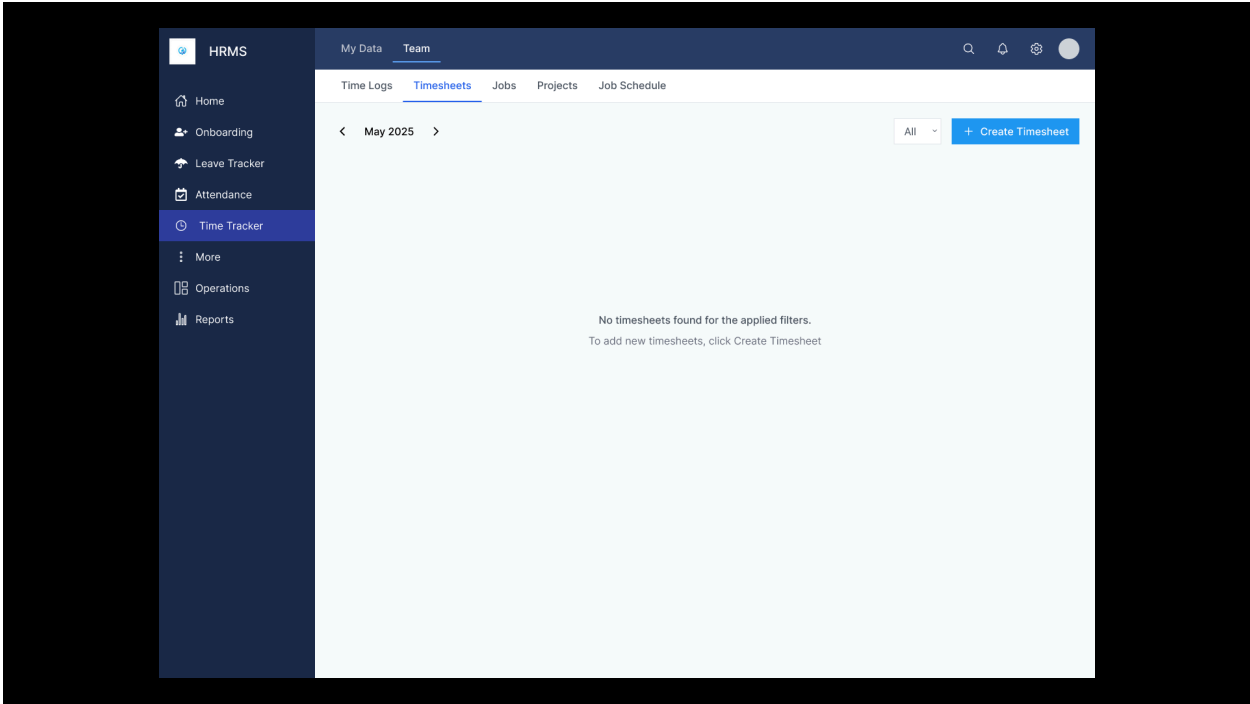 HRMS
My Data Team
Time Logs Timesheets Jobs Projects Job Schedule
Home
Onboarding
Leave Tracker
Attendance
Time Tracker
More
Operations
Reports
May 2025
All
+ Create Timesheet
No timesheets found for the applied filters.
To add new timesheets, click Create Timesheet